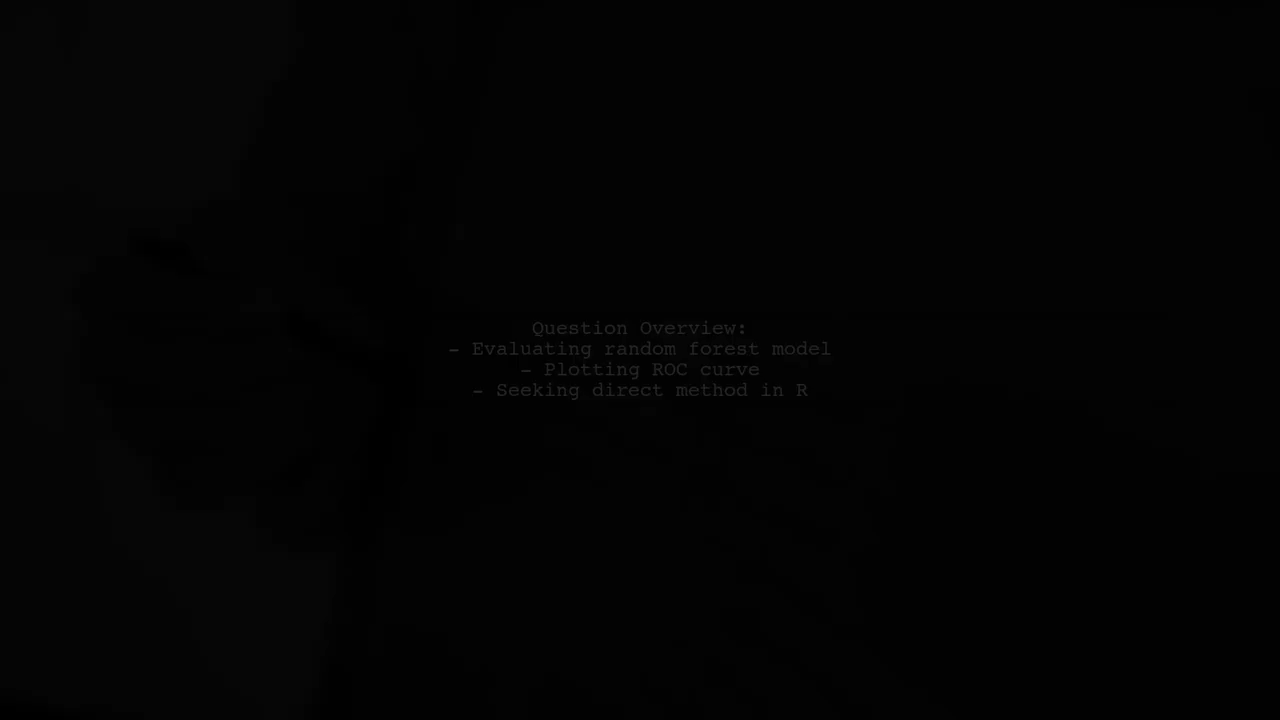 Question Overview:
- Evaluating random forest model
- Plotting ROC curve
- Seeking direct method in R